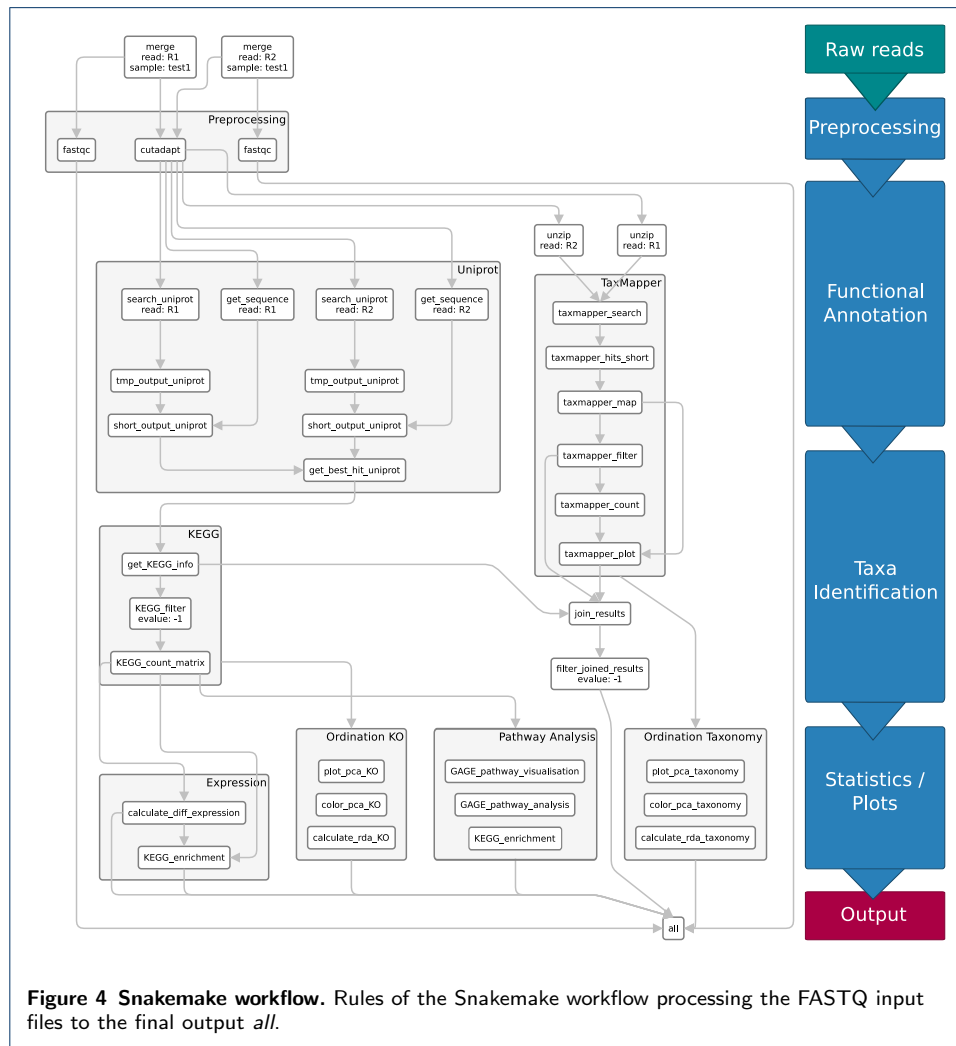 merge
read: R1
sample: test1
merge
read: R2
sample: test1
Raw reads
Preprocessing
fastqc
cutadapt
fastqc
Preprocessing
unzip
read: R2
unzip
read: R1
Uniprot
search_uniprot
read: R1
get_sequence
read: R1
search_uniprot
read: R2
get_sequence
read: R2
tmp_output_uniprot
tmp_output_uniprot
short_output_uniprot
short_output_uniprot
get_best_hit_uniprot
TaxMapper
taxmapper_search
taxmapper_hits_short
taxmapper_map
taxmapper_filter
taxmapper_count
taxmapper_plot
Functional
Annotation
KEGG
get_KEGG_info
KEGG_filter
evalue: -1
KEGG_count_matrix
join_results
filter_joined_results
evalue: -1
Taxa
Identification
Expression
calculate_diff_expression
KEGG_enrichment
Ordination KO
plot_pca_KO
color_pca_KO
calculate_rda_KO
Pathway Analysis
GAGE_pathway_visualisation
GAGE_pathway_analysis
KEGG_enrichment
Ordination Taxonomy
plot_pca_taxonomy
color_pca_taxonomy
calculate_rda_taxonomy
Statistics /
Plots
all
Output
Figure 4 Snakemake workflow. Rules of the Snakemake workflow processing the FASTQ input
files to the final output all.